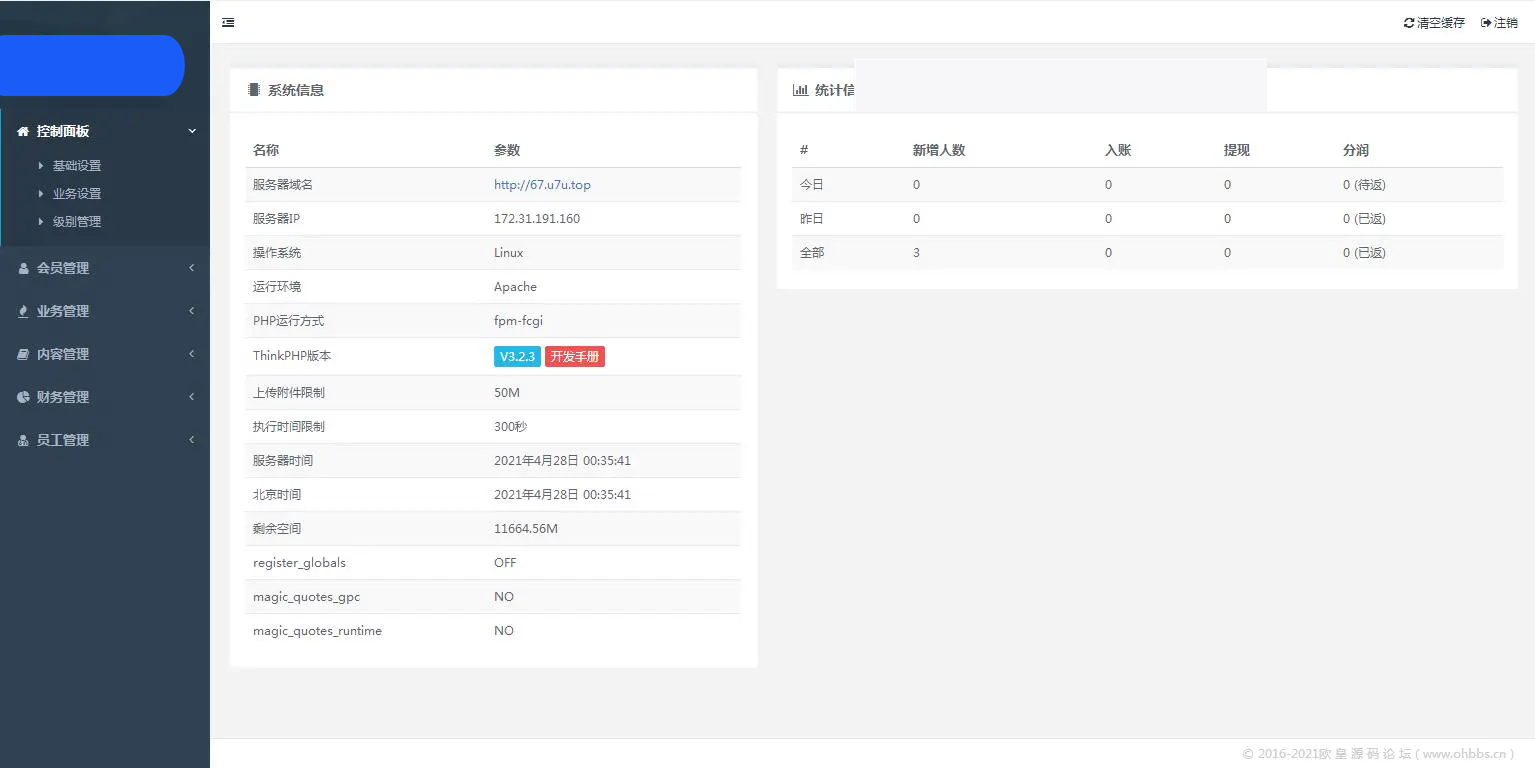 清空缓存 注销
控制面板
基础设置
业务设置
级别管理
会员管理
业务管理
内容管理
财务管理
员工管理
系统信息
名称 参数
服务器域名 http://67.u7u.top
服务器IP 172.31.191.160
操作系统 Linux
运行环境 Apache
PHP运行方式 fpm-fcgi
ThinkPHP版本 V3.2.3 开发手册
上传附件限制 50M
执行时间限制 300秒
服务器时间 2021年4月28日 00:35:41
北京时间 2021年4月28日 00:35:41
剩余空间 11664.56M
register_globals OFF
magic_quotes_gpc NO
magic_quotes_runtime NO
统计信
# 新增人数 入账 提现 分润
今日 0 0 0 0 (待返)
昨日 0 0 0 0 (已返)
全部 3 0 0 0 (已返)
© 2016-2021欧皇源码论坛(www.ohbbs.cn)